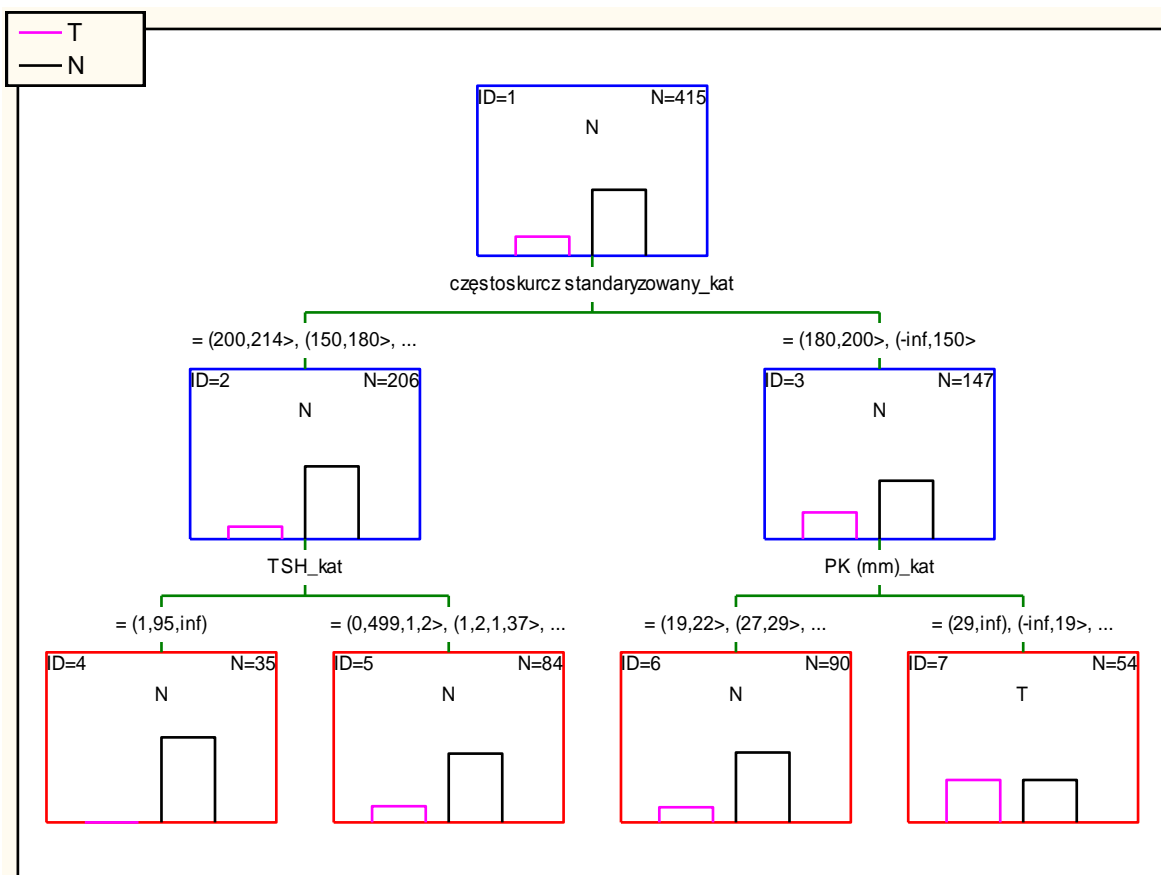 T
N
ID=1 N=415
N
częstoskurcz standaryzowany_kat
= (200,214>, (150,180>, ... = (180,200>, (-inf,150>
ID=2 N=206 ID=3 N=147
N N
TSH_kat PK (mm)_kat
= (1,95,inf) = (0,499,1,2>, (1,2,1,37>, ... = (19,22>, (27,29>, ... = (29,inf), (-inf,19>, ...
ID=4 N=35 ID=5 N=84 ID=6 N=90 ID=7 N=54
N N N T